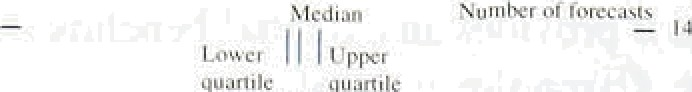 Median
Number of forecasts
14
Lower
Upper
quartile
quartile